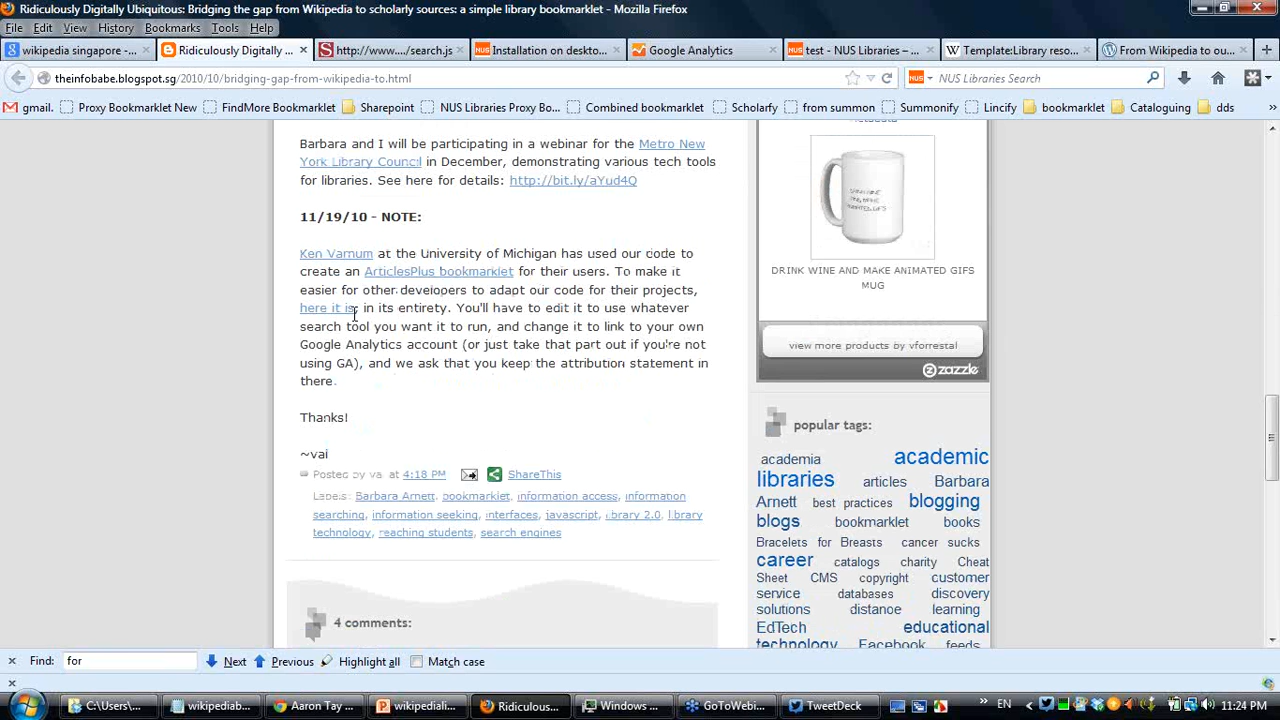 Ridiculously Digitally Ubiquitous: Bridging the gap from Wikipedia to scholarly sources: a simple library bookmarklet - Mozilla Firefox
File Edit View History Bookmarks Tools Help
wikipedia singapore -... Ridiculously Digitally ... http://www..../search.js Installation on deskto... Google Analytics test - NUS Libraries – ... Template:Library reso... From Wikipedia to ou...
theinfobabe.blogspot.sg/2010/10/bridging-gap-from-wikipedia-to.html NUS Libraries Search
gmail. Proxy Bookmarklet New FindMore Bookmarklet Sharepoint NUS Libraries Proxy Bo... Combined bookmarklet Scholarfy from summon Summonify Lincify bookmarklet Cataloguing dds
Barbara and I will be participating in a webinar for the Metro New
York Library Council in December, demonstrating various tech tools
for libraries. See here for details: http://bit.ly/aYud4Q
11/19/10 - NOTE:
Ken Varnum at the University of Michigan has used our code to
create an ArticlesPlus bookmarklet for their users. To make it
easier for other developers to adapt our code for their projects,
here it is, in its entirety. You'll have to edit it to use whatever
search tool you want it to run, and change it to link to your own
Google Analytics account (or just take that part out if you're not
using GA), and we ask that you keep the attribution statement in
there.
Thanks!
~vai
Posted by vai at 4:18 PM ShareThis
Labels: Barbara Arnett, bookmarklet, information access, information
searching, information seeking, interfaces, javascript, library 2.0, library
technology, reaching students, search engines
4 comments:
DRINK WINE AND MAKE ANIMATED GIFS
MUG
view more products by vforrestal
zazzle
popular tags:
academia academic
libraries articles Barbara
Arnett best practices blogging
blogs bookmarklet books
Bracelets for Breasts cancer sucks
career catalogs charity Cheat
Sheet CMS copyright customer
service databases discovery
solutions distance learning
EdTech educational
technology Facebook feeds
Find: for Next Previous Highlight all Match case
C:\Users\... wikipediab... Aaron Tay ... wikipediali... Ridiculous... Windows ... GoToWebi... TweetDeck EN 11:24 PM